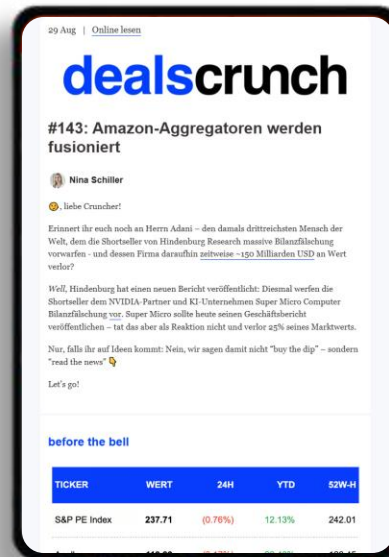 29 Aug | Online lesen
dealscrunch
#143: Amazon-Aggregatoren werden
fusioniert
Nina Schiller
🥴, liebe Cruncher!
Erinnert ihr euch noch an Herrn Adani – den damals drittreichsten Mensch der
Welt, dem die Shortseller von Hindenburg Research massive Bilanzfälschung
vorwarfen - und dessen Firma daraufhin zeitweise ~150 Milliarden USD an Wert
verlor?
Well, Hindenburg hat einen neuen Bericht veröffentlicht: Diesmal werfen die
Shortseller dem NVIDIA-Partner und KI-Unternehmen Super Micro Computer
Bilanzfälschung vor. Super Micro sollte heute seinen Geschäftsbericht
veröffentlichen – tat das aber als Reaktion nicht und verlor 25% seines Marktwerts.
Nur, falls ihr auf Ideen kommt: Nein, wir sagen damit nicht “buy the dip” – sondern
“read the news” 👇
Let's go!
before the bell
TICKER WERT 24H YTD 52W-H
S&P PE Index 237.71 (0.76%) 12.13% 242.01